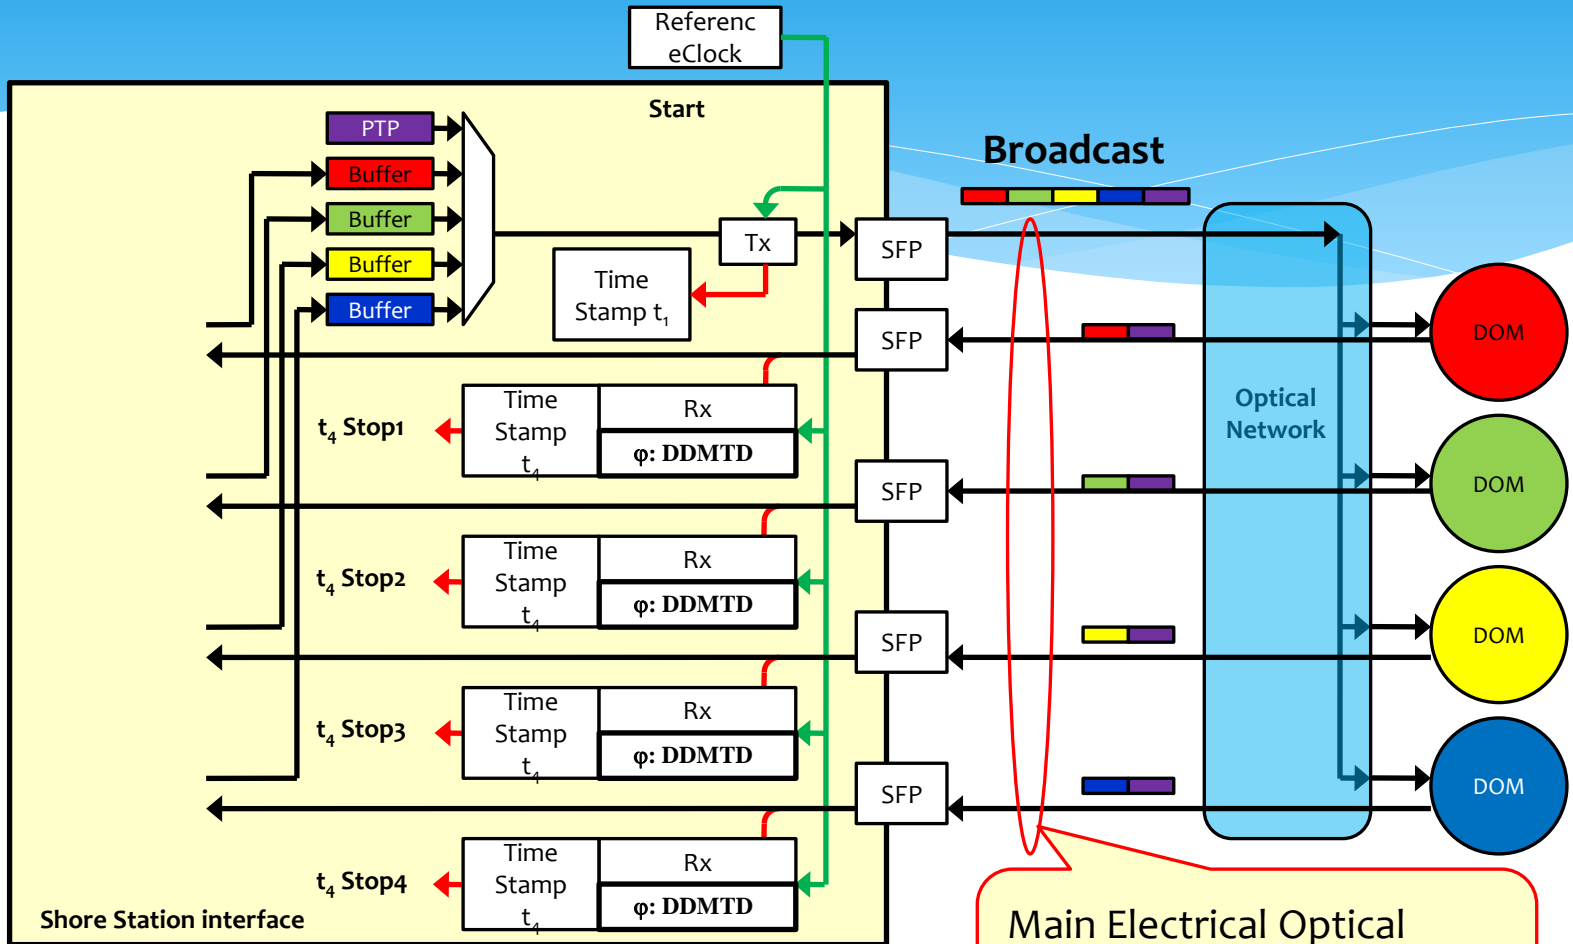 Referenc
eClock
Start
PTP
Buffer
Buffer
Buffer
Buffer
Broadcast
Tx
Time
Stamp t₁
SFP
SFP
DOM
Time
Stamp
t₄
Rx
φ: DDMTD
t₄ Stop1
Optical
Network
SFP
DOM
Time
Stamp
t₄
Rx
φ: DDMTD
t₄ Stop2
SFP
DOM
Time
Stamp
t₄
Rx
φ: DDMTD
t₄ Stop3
SFP
DOM
Time
Stamp
t₄
Rx
φ: DDMTD
t₄ Stop4
Shore Station interface
Main Electrical Optical